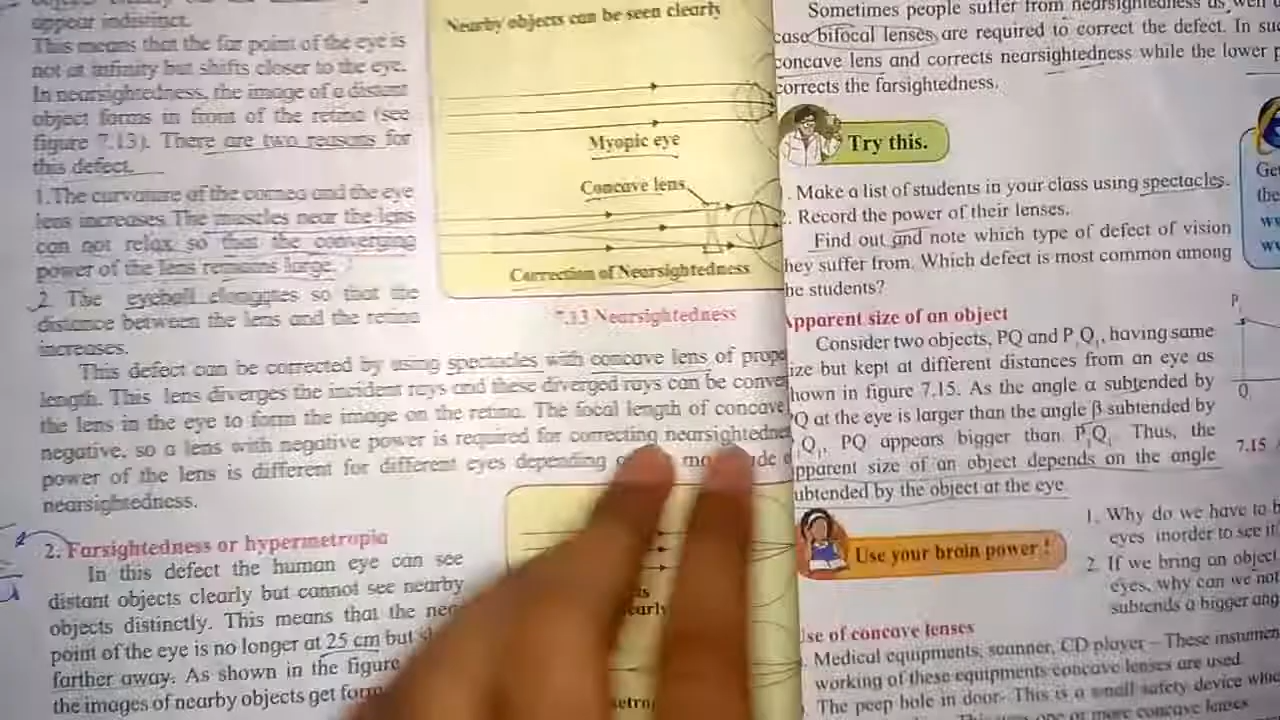 appear indistinct.
This means that the far point of the eye is
not at infinity but shifts closer to the eye.
In nearsightedness, the image of a distant
object forms in front of the retina (see
figure 7.13). There are two reasons for
this defect.
1.The curvature of the cornea and the eye
lens increases The muscles near the lens
can not relax so that the converging
power of the lens remains large.
2. The eyeball elongates so that the
distance between the lens and the retina
increases.
Nearby objects can be seen clearly
Myopic eye
Concave lens
Correction of Nearsightedness
7.13 Nearsightedness
This defect can be corrected by using spectacles with concave lens of
length. This lens diverges the incident rays and these diverged rays can be
the lens in the eye to form the image on the retina. The focal length of concave
negative, so a lens with negative power is required for correcting
power of the lens is different for different eyes depending
nearsightedness.
2. Farsightedness or hypermetropia
In this defect the human eye can see
distant objects clearly but cannot see nearby
objects distinctly. This means that the
point of the eye is no longer at 25 cm but
farther away. As shown in the figure
the images of nearby objects get
Sometimes people suffer from nearsightedness as well
case bifocal lenses are required to correct the defect. In
concave lens and corrects nearsightedness while the lower
corrects the farsightedness.
Try this.
Make a list of students in your class using spectacles.
2. Record the power of their lenses.
Find out and note which type of defect of vision
they suffer from. Which defect is most common among
the students?
Apparent size of an object
Consider two objects, PQ and P₁Q₁, having same
size but kept at different distances from an eye as
shown in figure 7.15. As the angle α subtended by
PQ at the eye is larger than the angle β subtended by
Q₁, PQ appears bigger than P₁Q₁ Thus, the
apparent size of an object depends on the angle
subtended by the object at the eye
P₁
Q
7.15
Use your brain power !
1. Why do we have to
eyes inorder to see
2. If we bring an object
eyes, why can we not
subtends a bigger
Use of concave lenses
Medical equipments, scanner, CD player – These
working of these equipments concave lenses are used.
The peep hole in door- This is a small safety device
one or more concave lenses